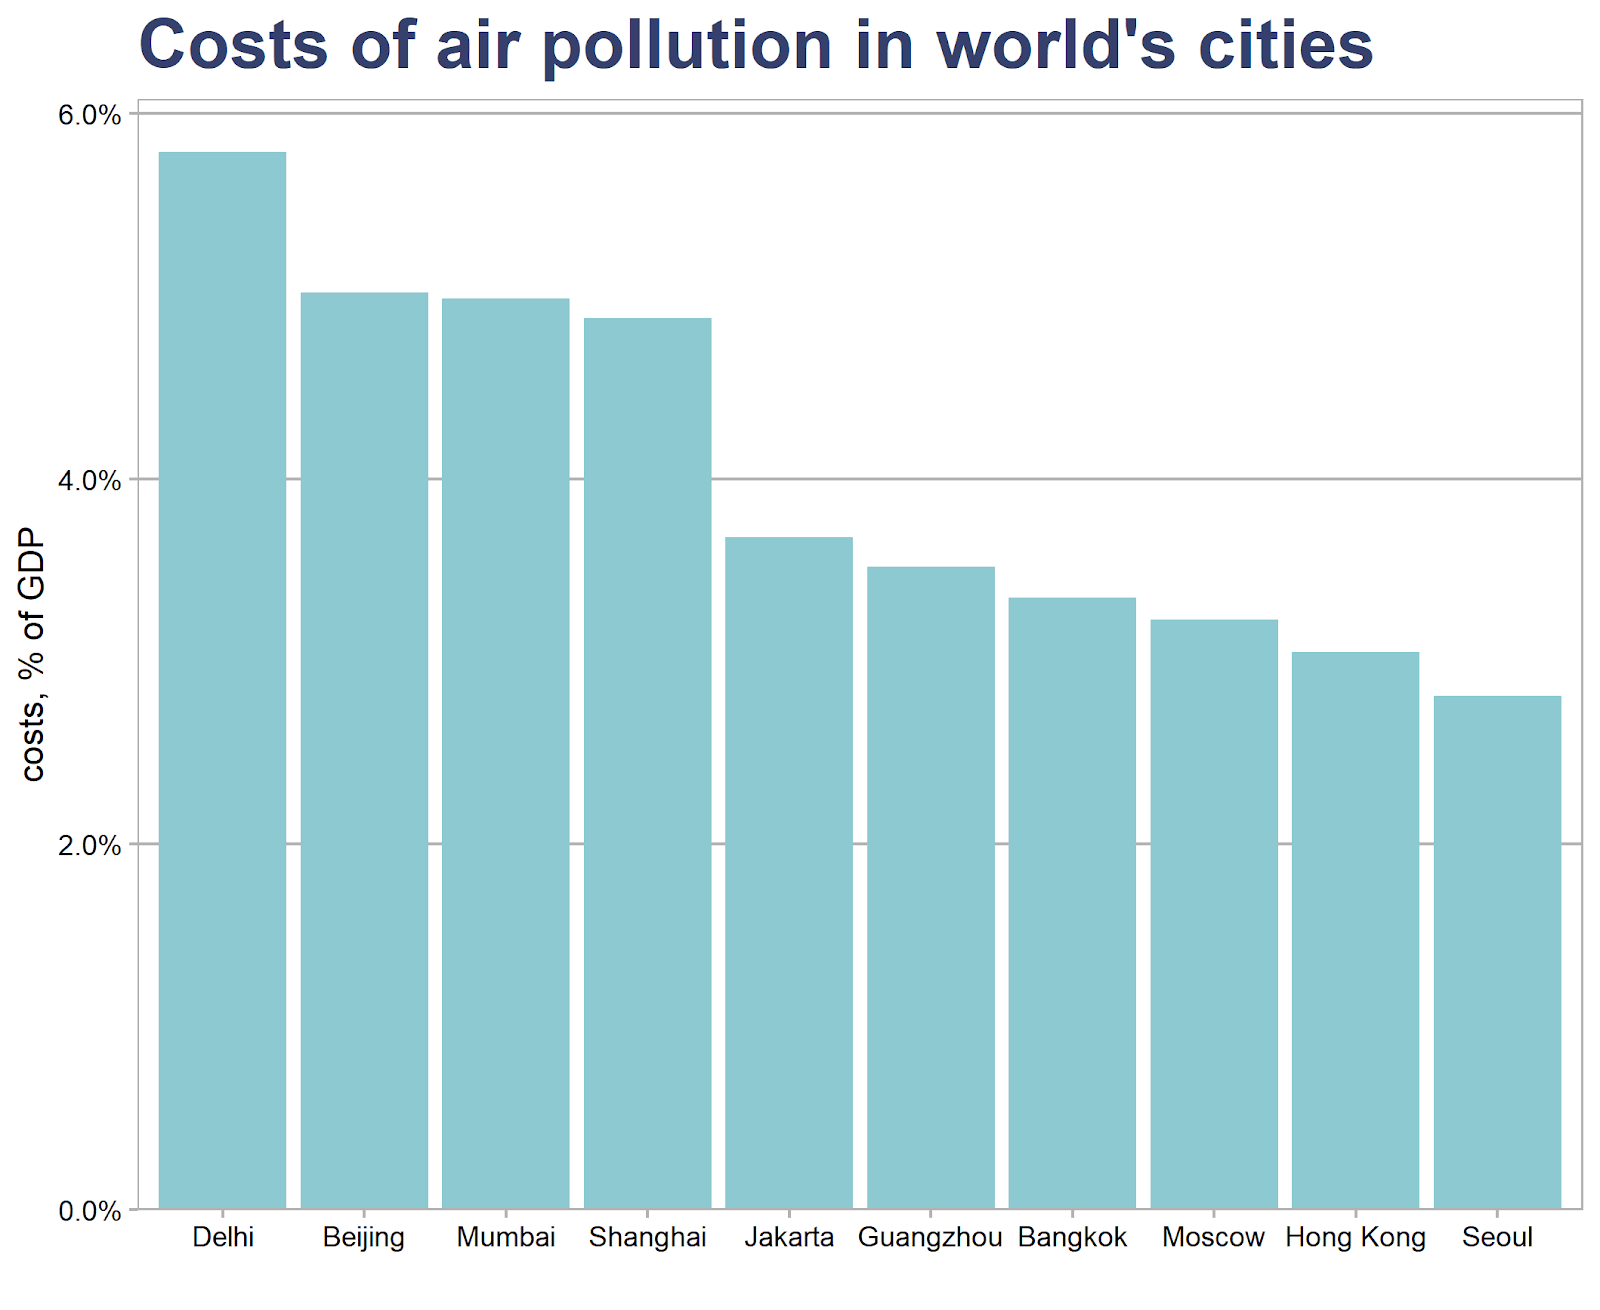 Costs of air pollution in world's cities
6.0%
4.0%
2.0%
0.0%
costs, % of GDP
Delhi Beijing Mumbai Shanghai Jakarta Guangzhou Bangkok Moscow Hong Kong Seoul